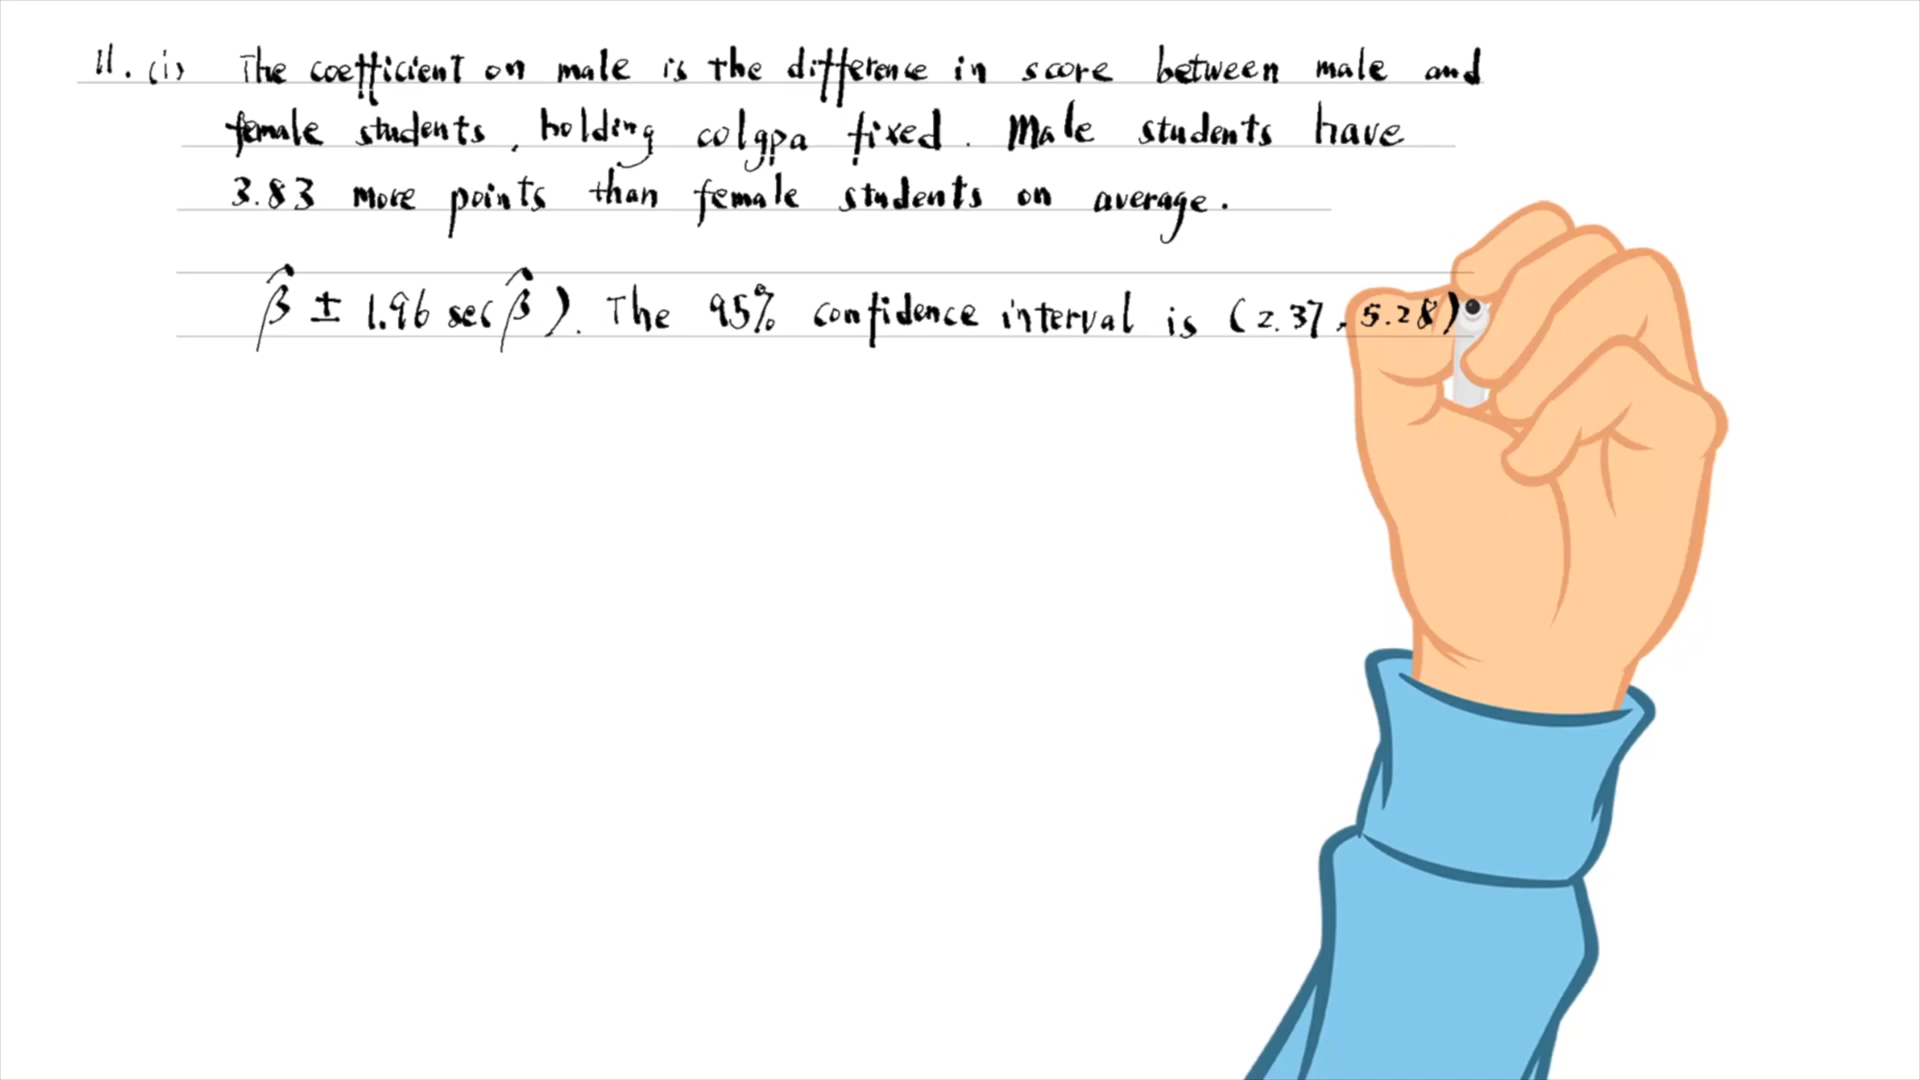 11. (i) The coefficient on male is the difference in score between male and
female students, holding colgpa fixed. Male students have
3.83 more points than female students on average.
β̂ ± 1.96 se(β̂). The 95% confidence interval is (2.37, 5.28)